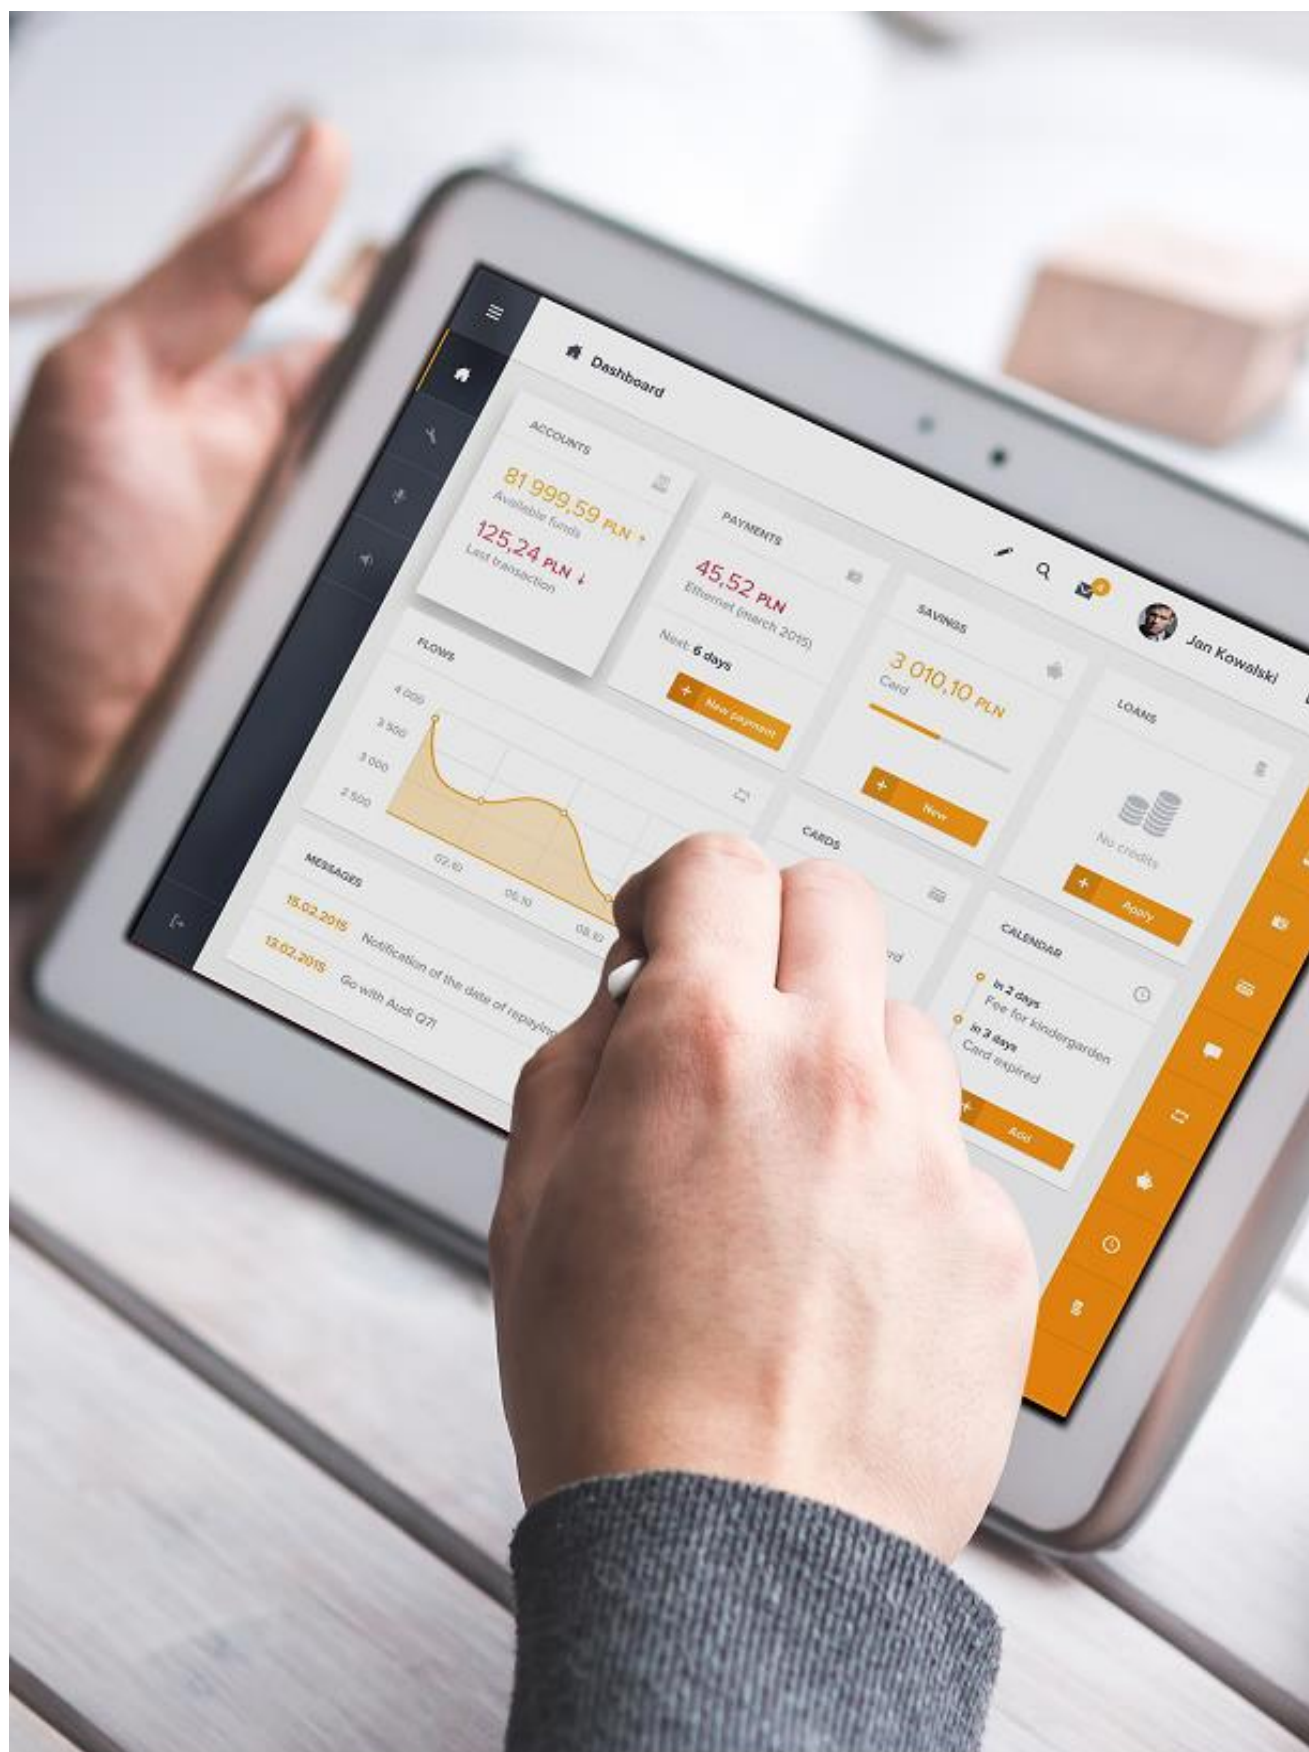 Dashboard
4
Jan Kowalski
ACCOUNTS
81 999,59 PLN
Available funds
125,24 PLN ↓
Last transaction
PAYMENTS
45,52 PLN
Ethernet (march 2015)
Next: 6 days
+ New payment
SAVINGS
3 010,10 PLN
Card
+ New
LOANS
No credits
+ Apply
FLOWS
4 000
3 500
3 000
2 500
02.10
05.10
08.10
MESSAGES
15.02.2015 Notification of the date of repaying
13.02.2015 Go with Audi Q7!
CARDS
CALENDAR
in 2 days
Fee for kindergarden
in 3 days
Card expired
+ Add